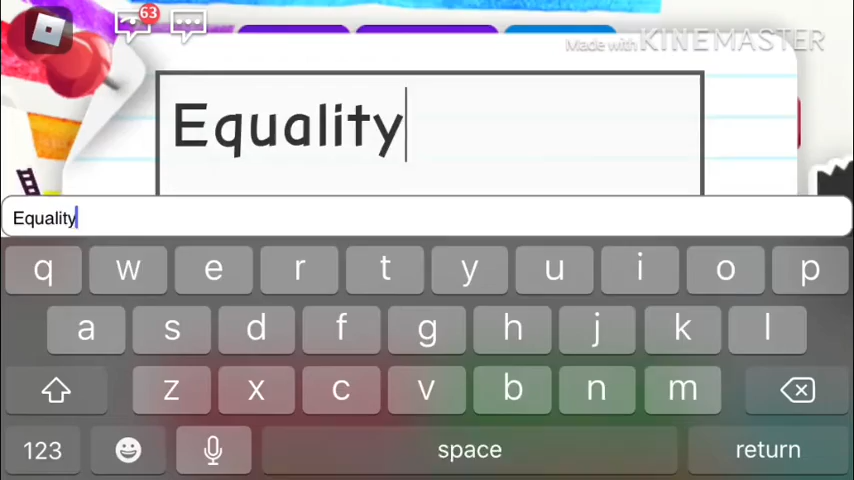 63
Made with KINEMASTER
Equality
Equality
q w e r t y u i o p
a s d f g h j k l
z x c v b n m
123 space return